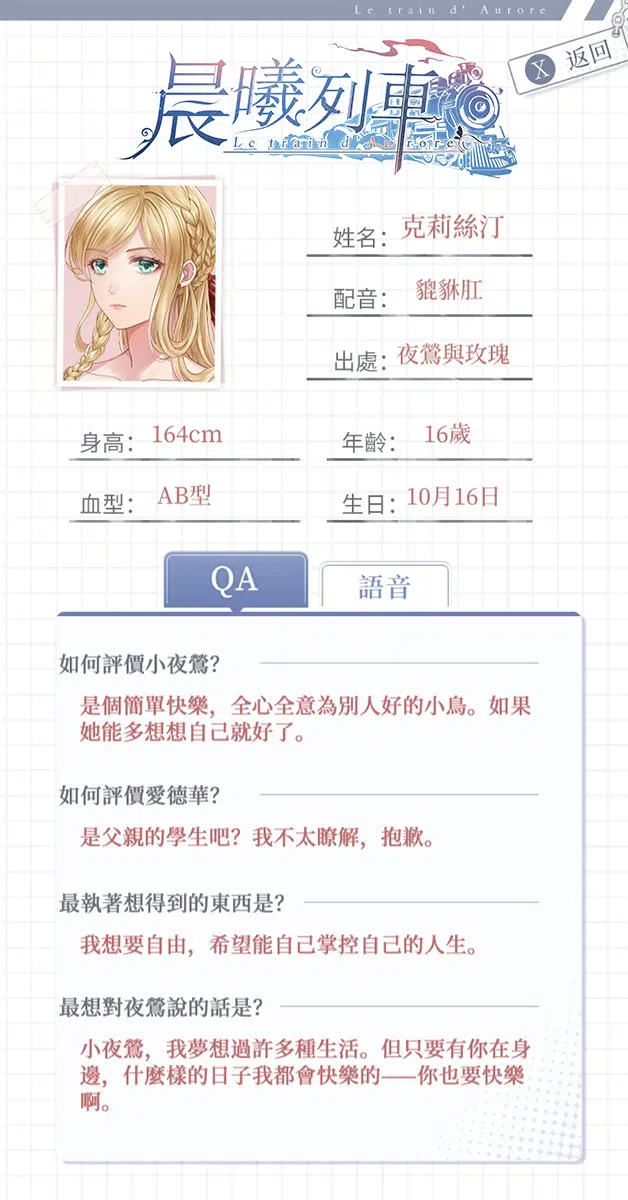 Le train d' Aurore
X 返回
晨曦列車
Le train d'Aurore
姓名：克莉絲汀
配音：貔貅肛
出處：夜鶯與玫瑰
身高：164cm
年齡：16歲
血型：AB型
生日：10月16日
QA
語音
如何評價小夜鶯？
是個簡單快樂，全心全意為別人好的小鳥。如果
她能多想想自己就好了。
如何評價愛德華？
是父親的學生吧？我不太瞭解，抱歉。
最執著想得到的東西是？
我想要自由，希望能自己掌控自己的人生。
最想對夜鶯說的話是？
小夜鶯，我夢想過許多種生活。但只要有你在身
邊，什麼樣的日子我都會快樂的——你也要快樂
啊。